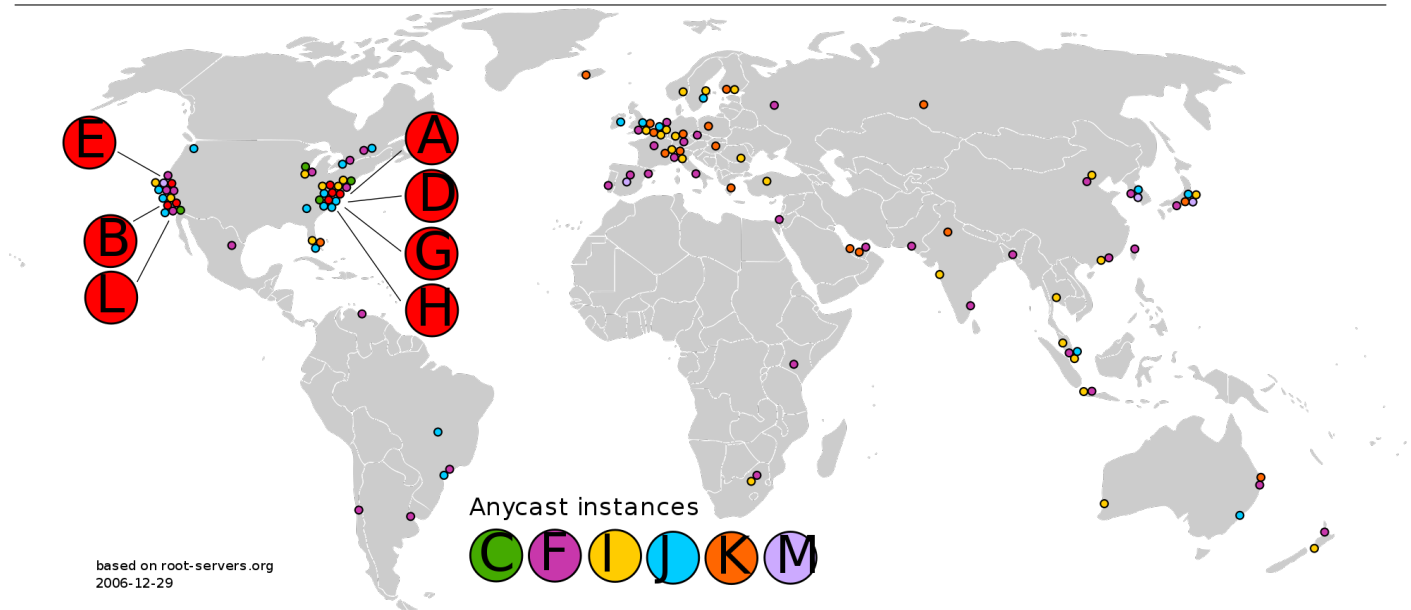 E
A
D
B
G
L
H
Anycast instances
C F I J K M
based on root-servers.org
2006-12-29